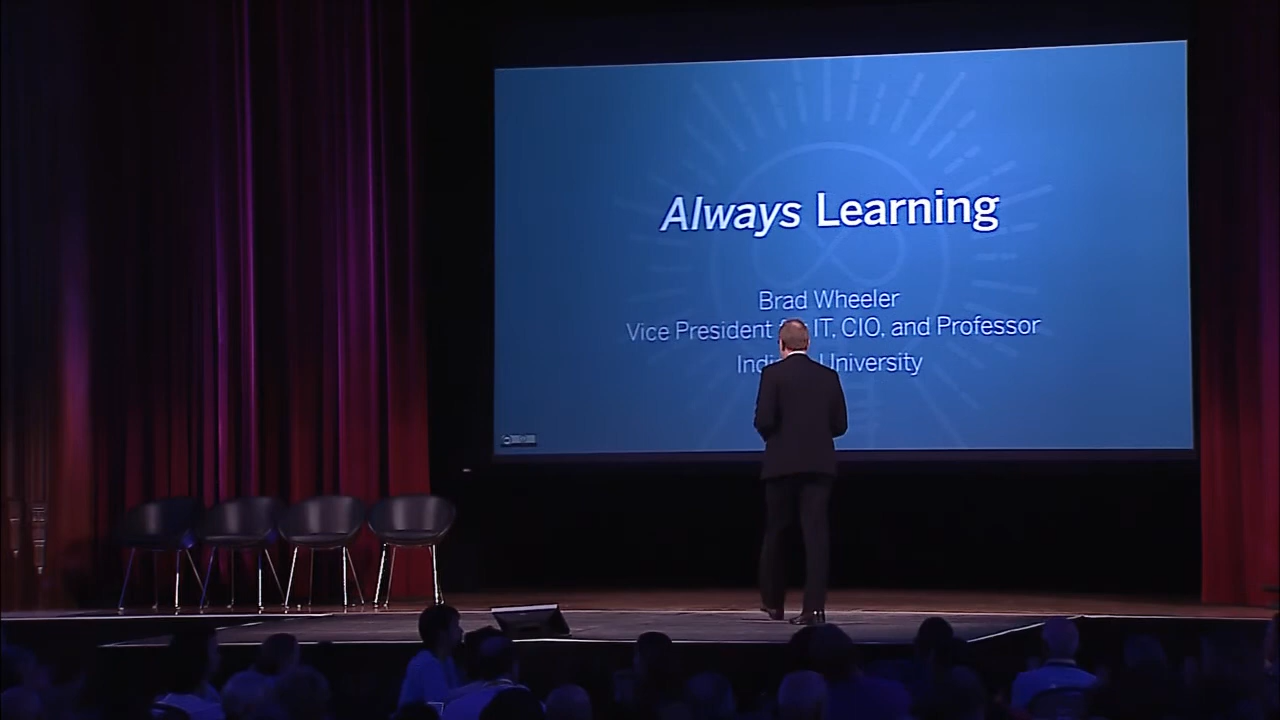 Always Learning
Brad Wheeler
Vice President IT, CIO, and Professor
University